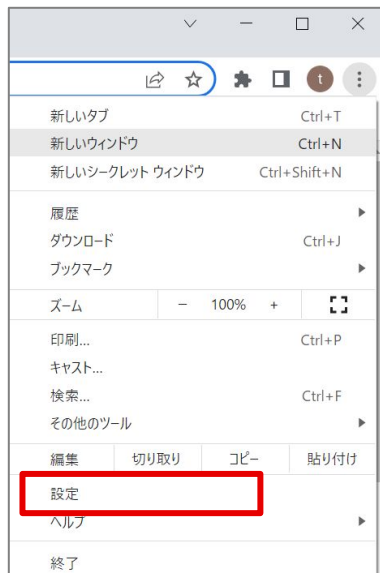 t
新しいタブ Ctrl+T
新しいウィンドウ Ctrl+N
新しいシークレット ウィンドウ Ctrl+Shift+N
履歴
ダウンロード Ctrl+J
ブックマーク
ズーム − 100% +
印刷... Ctrl+P
キャスト...
検索... Ctrl+F
その他のツール
編集 切り取り コピー 貼り付け
設定
ヘルプ
終了